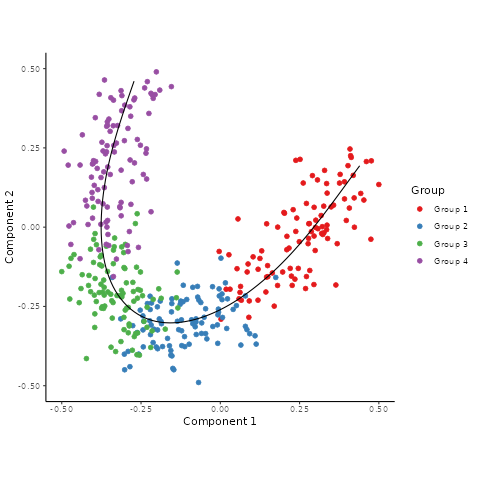 0.50
0.25
0.00
-0.25
-0.50
Component 2
-0.50
-0.25
0.00
0.25
0.50
Component 1
Group
Group 1
Group 2
Group 3
Group 4